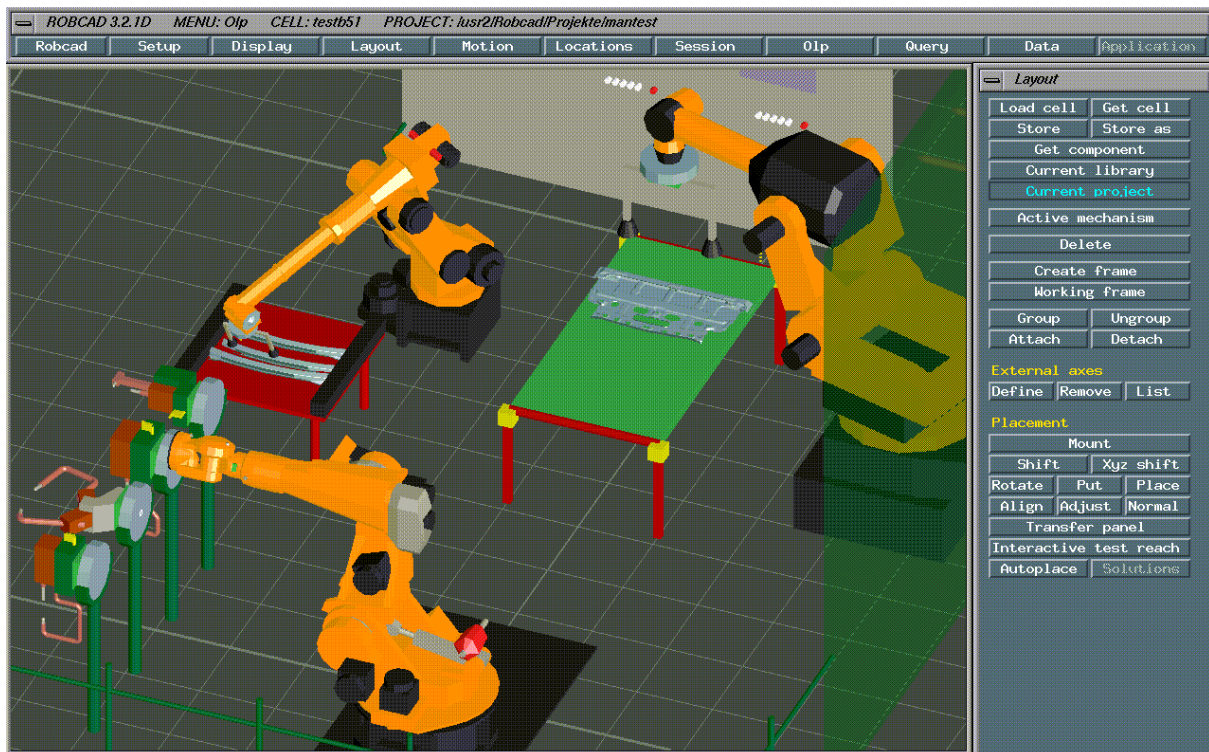 ROBCAD 3.2.1D MENU: Olp CELL: testb51 PROJECT: /usr2/Robcad/Projekte/mantest
Robcad Setup Display Layout Motion Locations Session Olp Query Data Application
Layout
Load cell Get cell
Store Store as
Get component
Current library
Current project
Active mechanism
Delete
Create frame
Working frame
Group Ungroup
Attach Detach
External axes
Define Remove List
Placement
Mount
Shift Xyz shift
Rotate Put Place
Align Adjust Normal
Transfer panel
Interactive test reach
Autoplace Solutions